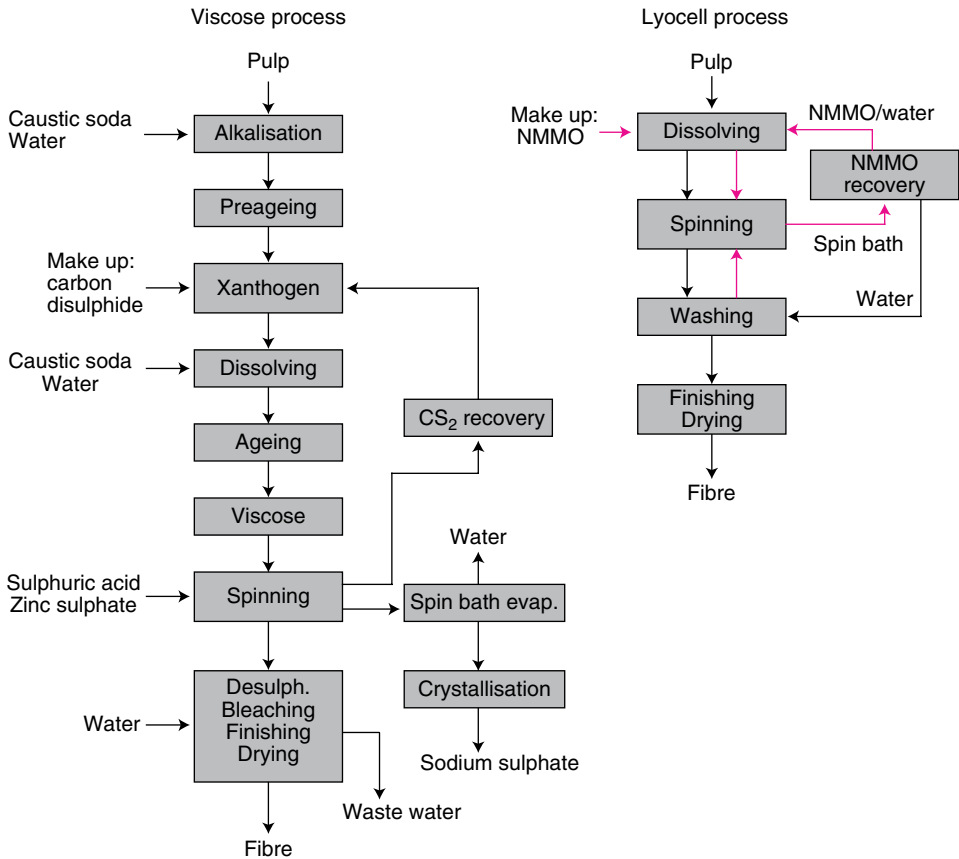 Viscose process
Pulp
Caustic soda
Water
Alkalisation
Preageing
Make up:
carbon
disulphide
Xanthogen
Caustic soda
Water
Dissolving
CS₂ recovery
Ageing
Viscose
Water
Sulphuric acid
Zinc sulphate
Spinning
Spin bath evap.
Crystallisation
Sodium sulphate
Water
Desulph.
Bleaching
Finishing
Drying
Waste water
Fibre
Lyocell process
Pulp
Make up:
NMMO
Dissolving
NMMO/water
NMMO
recovery
Spinning
Spin bath
Water
Washing
Finishing
Drying
Fibre